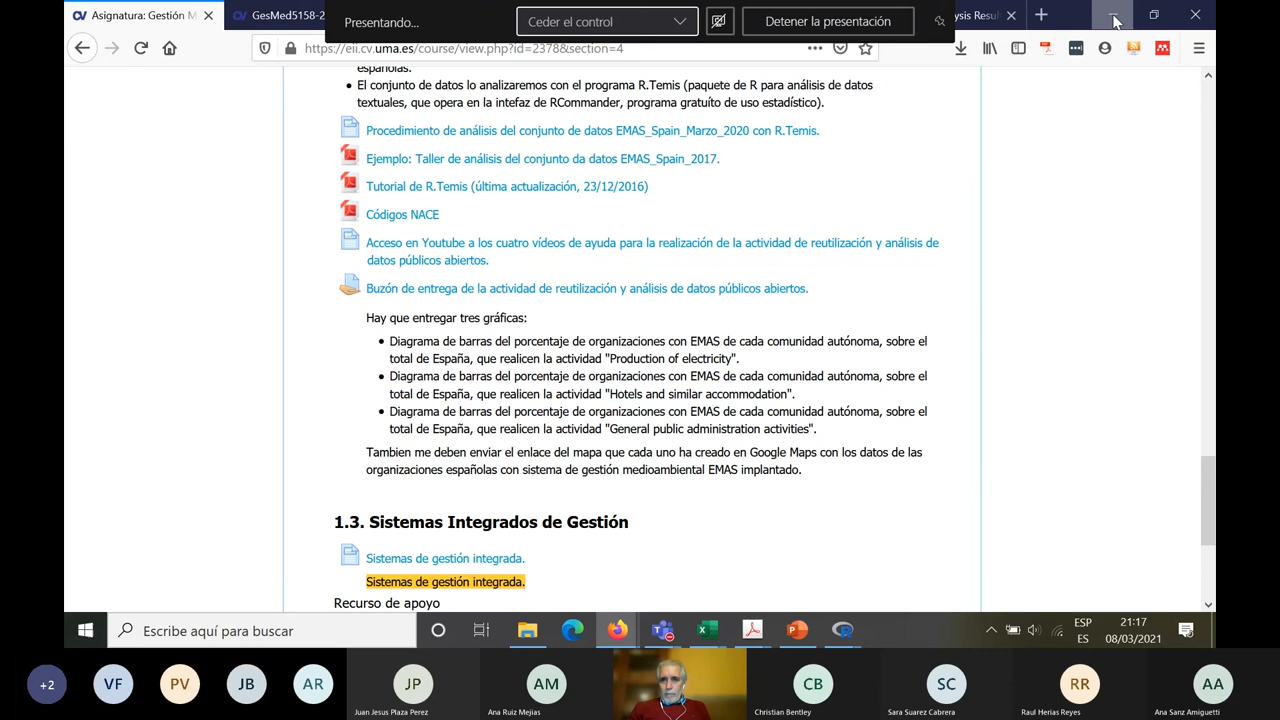 Asignatura: Gestión M
GesMed5158-2
Presentando...
Ceder el control
Detener la presentación
ysis Resul
https://eii.cv.uma.es/course/view.php?id=2378&section=4
españolas.
El conjunto de datos lo analizaremos con el programa R.Temis (paquete de R para análisis de datos
textuales, que opera en la intefaz de RCommander, programa gratuíto de uso estadístico).
Procedimiento de análisis del conjunto de datos EMAS_Spain_Marzo_2020 con R.Temis.
Ejemplo: Taller de análisis del conjunto da datos EMAS_Spain_2017.
Tutorial de R.Temis (última actualización, 23/12/2016)
Códigos NACE
Acceso en Youtube a los cuatro vídeos de ayuda para la realización de la actividad de reutilización y análisis de
datos públicos abiertos.
Buzón de entrega de la actividad de reutilización y análisis de datos públicos abiertos.
Hay que entregar tres gráficas:
Diagrama de barras del porcentaje de organizaciones con EMAS de cada comunidad autónoma, sobre el
total de España, que realicen la actividad "Production of electricity".
Diagrama de barras del porcentaje de organizaciones con EMAS de cada comunidad autónoma, sobre el
total de España, que realicen la actividad "Hotels and similar accommodation".
Diagrama de barras del porcentaje de organizaciones con EMAS de cada comunidad autónoma, sobre el
total de España, que realicen la actividad "General public administration activities".
Tambien me deben enviar el enlace del mapa que cada uno ha creado en Google Maps con los datos de las
organizaciones españolas con sistema de gestión medioambiental EMAS implantado.
1.3. Sistemas Integrados de Gestión
Sistemas de gestión integrada.
Sistemas de gestión integrada.
Recurso de apoyo
Escribe aquí para buscar
ESP
ES
21:17
08/03/2021
+2
VF
PV
JB
AR
JP
Juan Jesus Plaza Perez
AM
Ana Ruiz Mejias
CB
Christian Bentley
SC
Sara Suarez Cabrera
RR
Raul Herias Reyes
AA
Ana Sanz Amiguetti